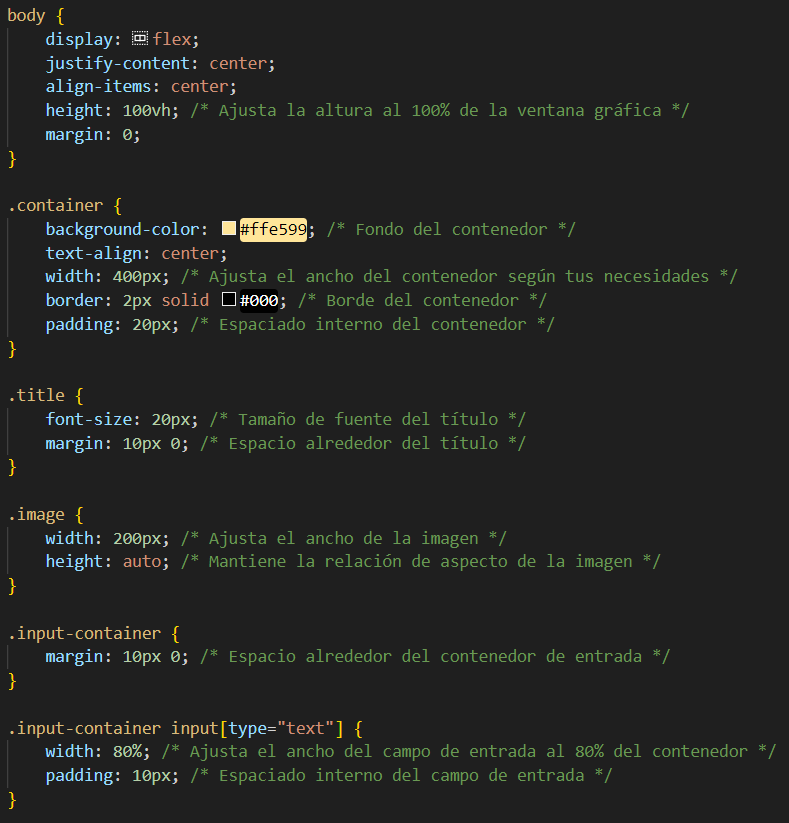 body {
    display: flex;
    justify-content: center;
    align-items: center;
    height: 100vh; /* Ajusta la altura al 100% de la ventana gráfica */
    margin: 0;
}

.container {
    background-color: #ffe599; /* Fondo del contenedor */
    text-align: center;
    width: 400px; /* Ajusta el ancho del contenedor según tus necesidades */
    border: 2px solid #000; /* Borde del contenedor */
    padding: 20px; /* Espaciado interno del contenedor */
}

.title {
    font-size: 20px; /* Tamaño de fuente del título */
    margin: 10px 0; /* Espacio alrededor del título */
}

.image {
    width: 200px; /* Ajusta el ancho de la imagen */
    height: auto; /* Mantiene la relación de aspecto de la imagen */
}

.input-container {
    margin: 10px 0; /* Espacio alrededor del contenedor de entrada */
}

.input-container input[type="text"] {
    width: 80%; /* Ajusta el ancho del campo de entrada al 80% del contenedor */
    padding: 10px; /* Espaciado interno del campo de entrada */
}